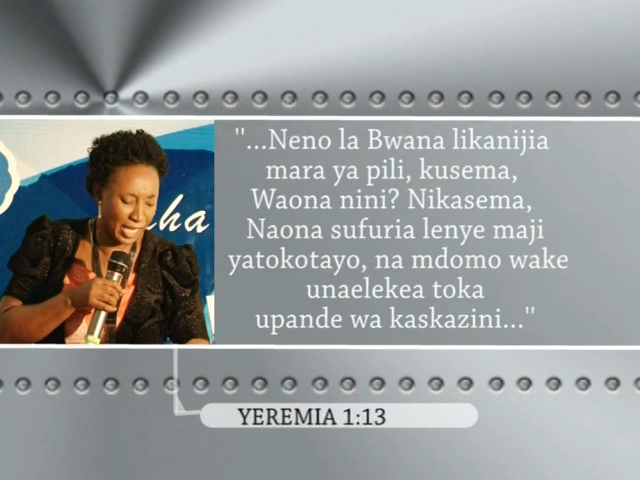 "...Neno la Bwana likanijia
mara ya pili, kusema,
Waona nini? Nikasema,
Naona sufuria lenye maji
yatokotayo, na mdomo wake
unaelekea toka
upande wa kaskazini..."
YEREMIA 1:13